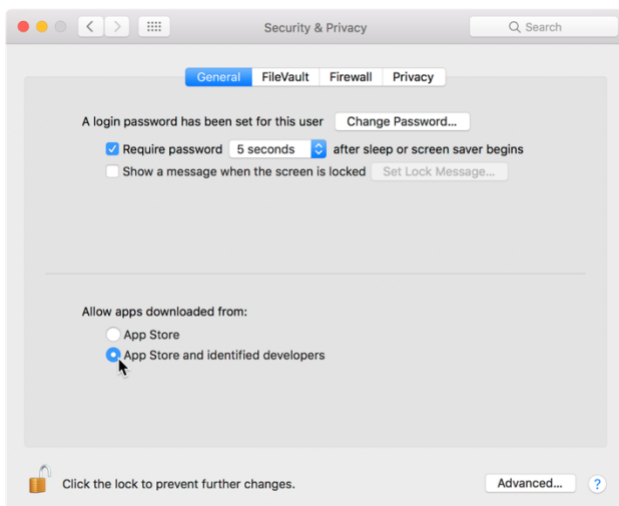 Security & Privacy
Search
General FileVault Firewall Privacy
A login password has been set for this user Change Password...
Require password 5 seconds after sleep or screen saver begins
Show a message when the screen is locked Set Lock Message...
Allow apps downloaded from:
App Store
App Store and identified developers
Click the lock to prevent further changes. Advanced... ?